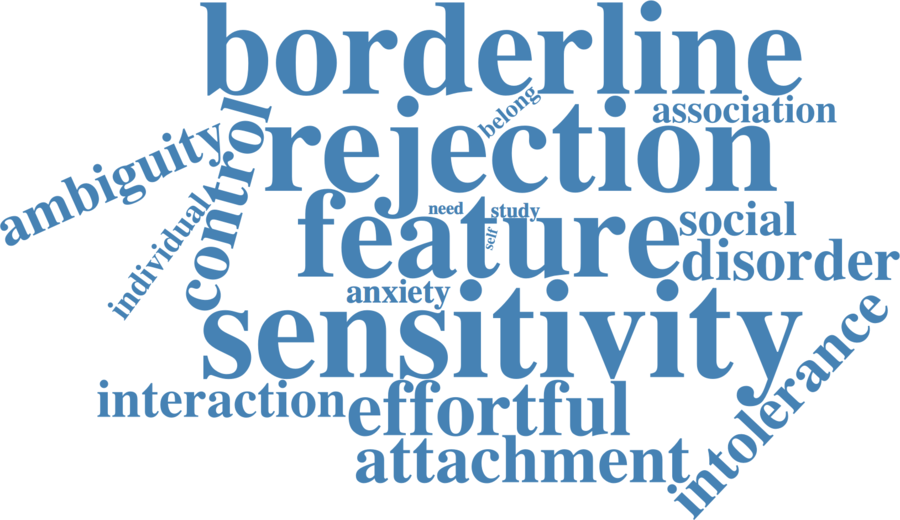 borderline
belong
association
rejection
ambiguity
control
individual
need
study
self
feature
social
disorder
anxiety
sensitivity
intolerance
interaction
effortful
attachment